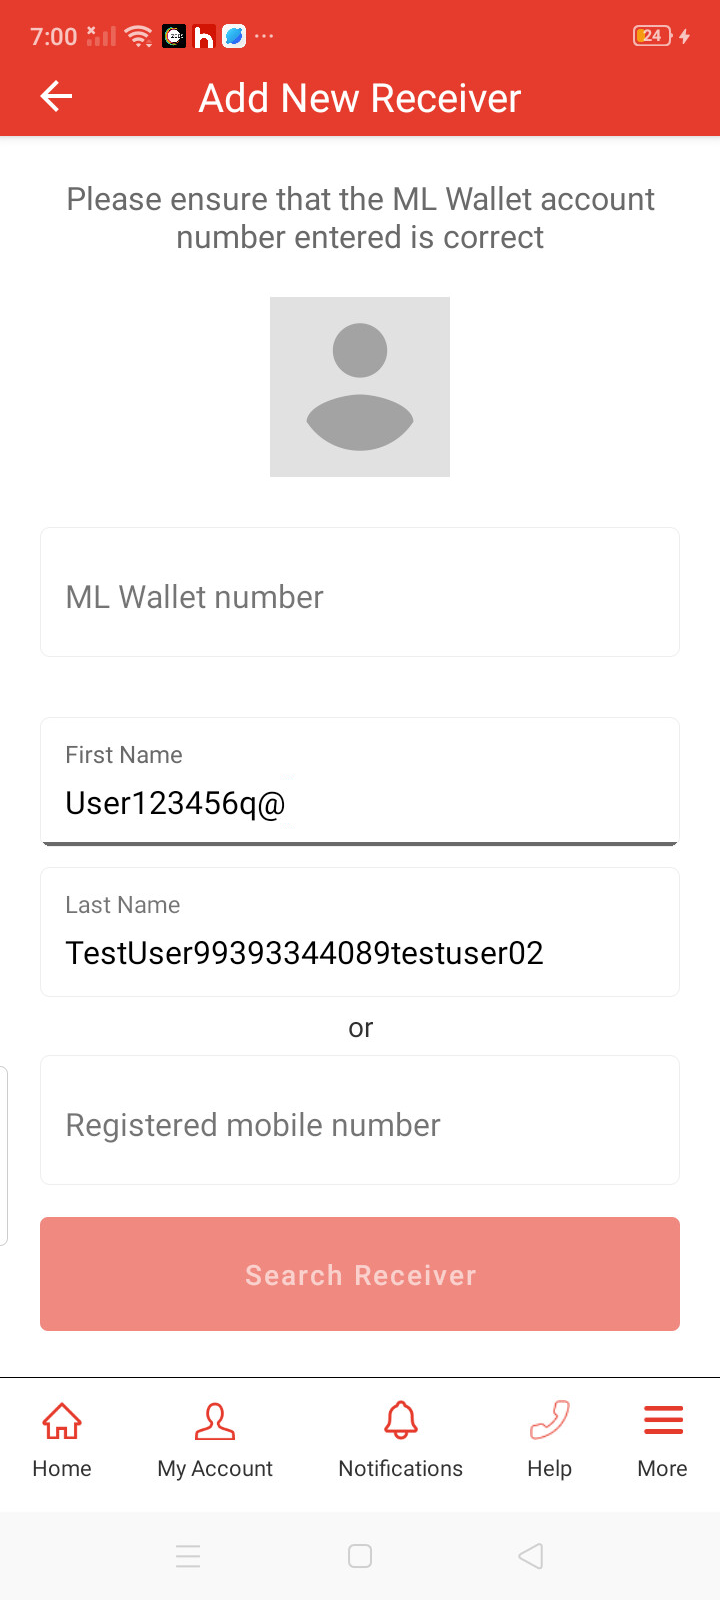 7:00
24
Add New Receiver
Please ensure that the ML Wallet account
number entered is correct
ML Wallet number
First Name
User123456q@
Last Name
TestUser99393344089testuser02
or
Registered mobile number
Search Receiver
Home
My Account
Notifications
Help
More